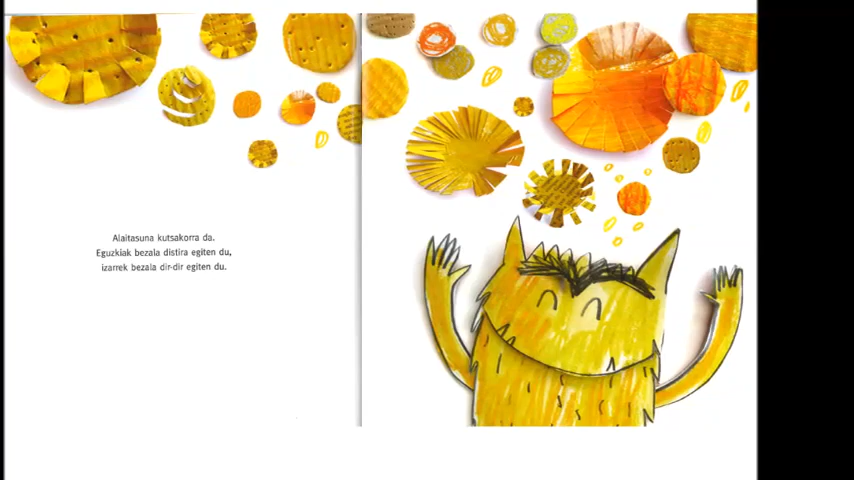 Alaitasuna kutsakorra da.
Eguzkiak bezala distira egiten du,
izarrek bezala dir-dir egiten du.